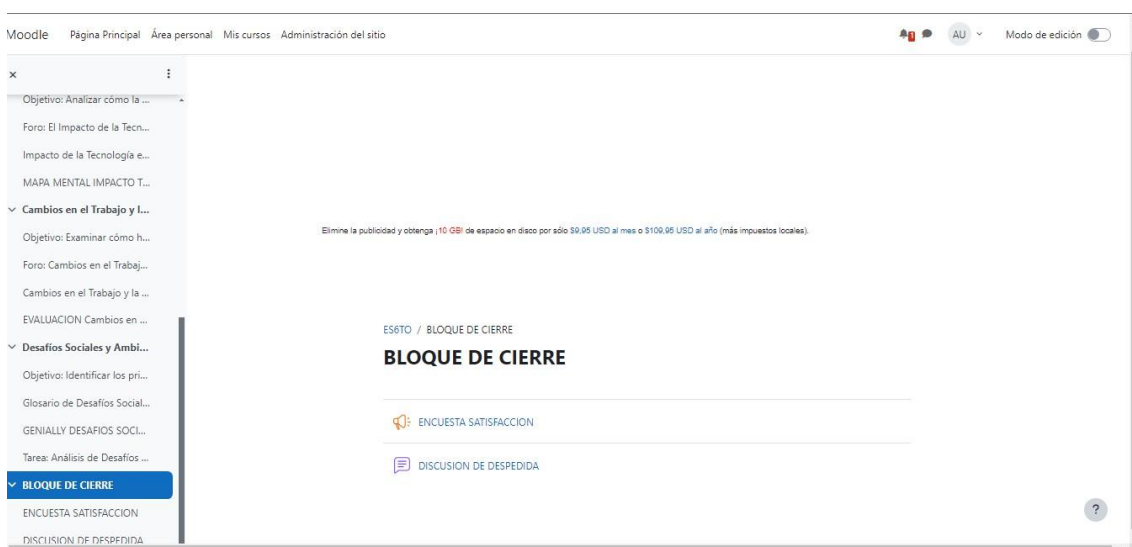 Moodle Página Principal Área personal Mis cursos Administración del sitio 1 AU Modo de edición
×
Objetivo: Analizar cómo la ...
Foro: El Impacto de la Tecn...
Impacto de la Tecnología e...
MAPA MENTAL IMPACTO T...
Cambios en el Trabajo y l...
Objetivo: Examinar cómo h...
Foro: Cambios en el Trabaj...
Cambios en el Trabajo y la ...
EVALUACION Cambios en ...
Desafíos Sociales y Ambi...
Objetivo: Identificar los pri...
Glosario de Desafíos Social...
GENIALLY DESAFIOS SOCI...
Tarea: Análisis de Desafíos ...
BLOQUE DE CIERRE
ENCUESTA SATISFACCION
DISCUSION DE DESPEDIDA
Elimine la publicidad y obtenga ¡10 GB! de espacio en disco por sólo $9,95 USD al mes o $109,95 USD al año (más impuestos locales).
ES6TO / BLOQUE DE CIERRE
BLOQUE DE CIERRE
ENCUESTA SATISFACCION
DISCUSION DE DESPEDIDA
?